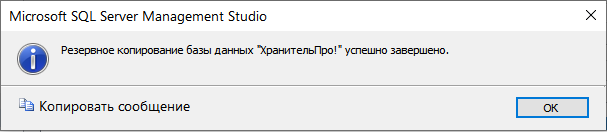 Microsoft SQL Server Management Studio
Резервное копирование базы данных "ХранительПро!" успешно завершено.
Копировать сообщение
OK